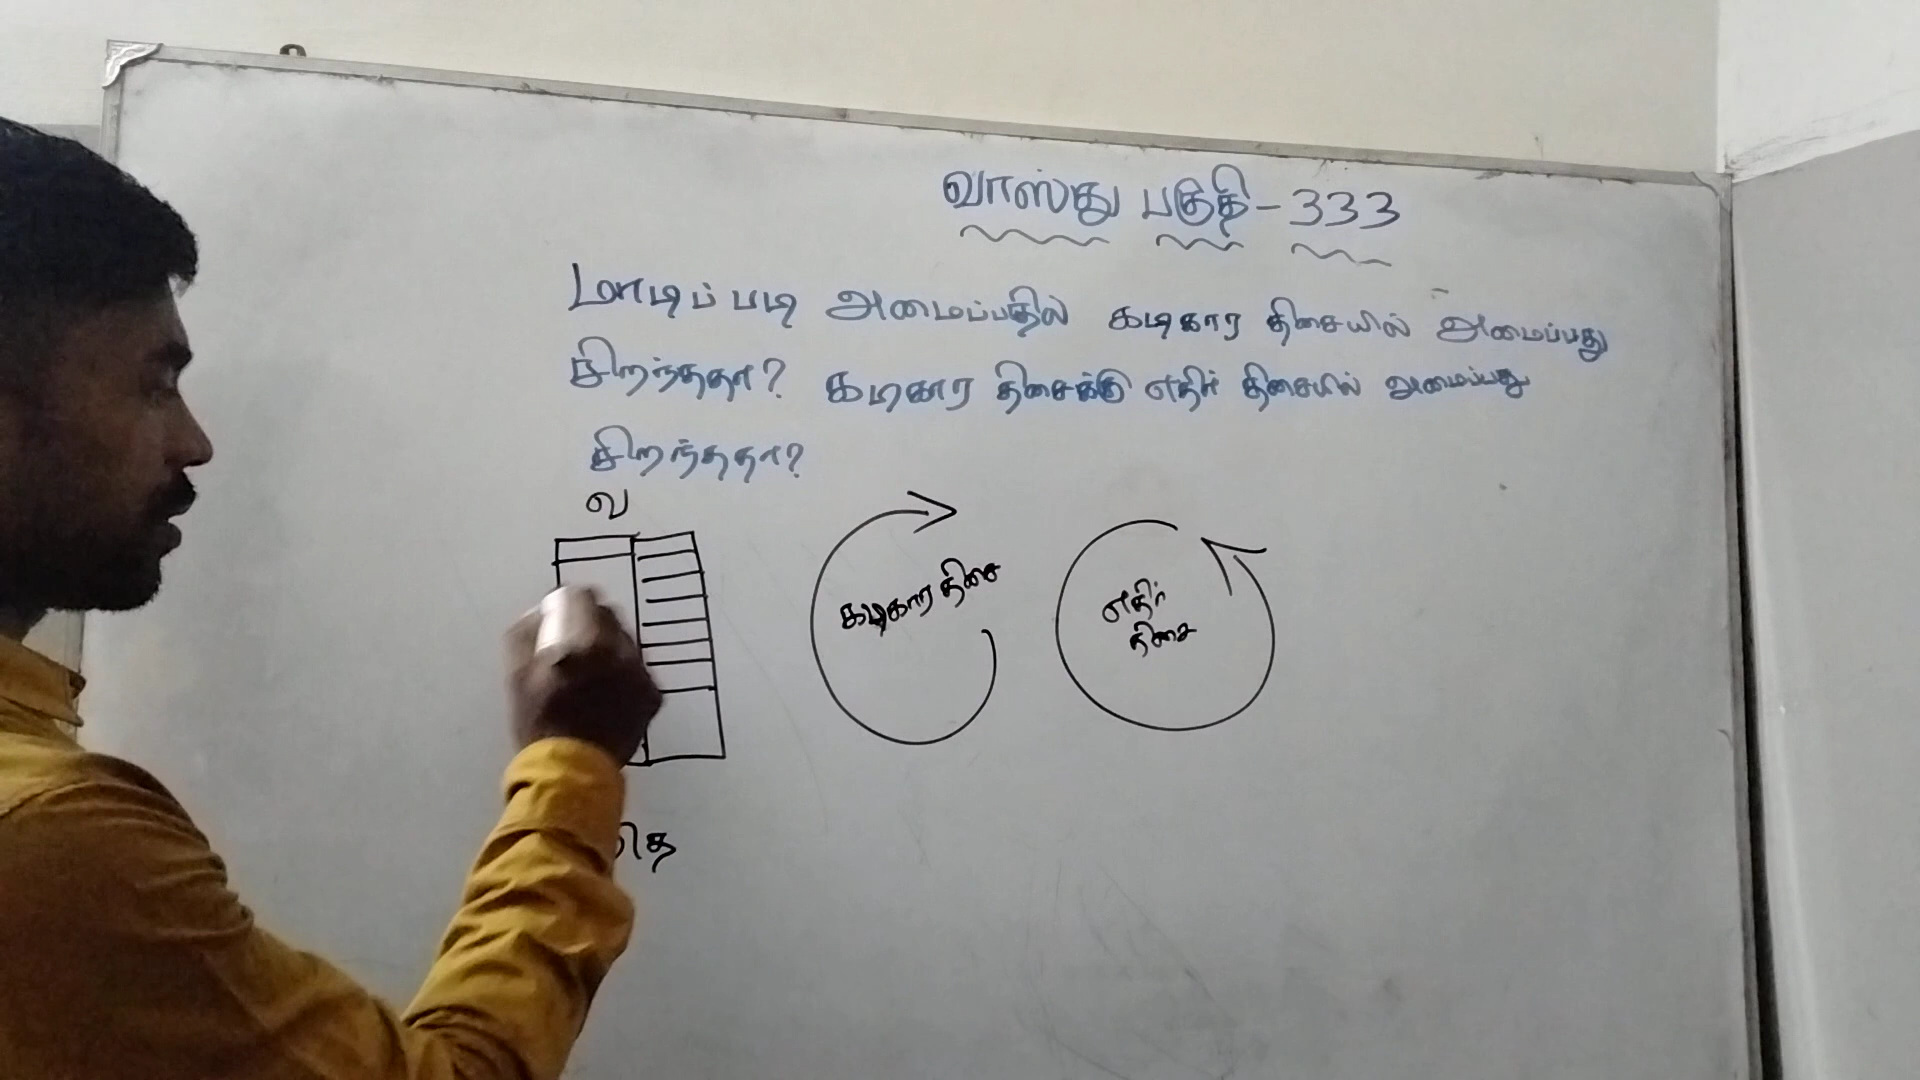 வாஸ்து பகுதி - 333
மாடிப்படி அமைப்பதில் கடிகார திசையில் அமைப்பது
சிறந்ததா? கடிகார திசைக்கு எதிர் திசையில் அமைப்பது
சிறந்ததா?
வ
கடிகார திசை
எதிர்
திசை